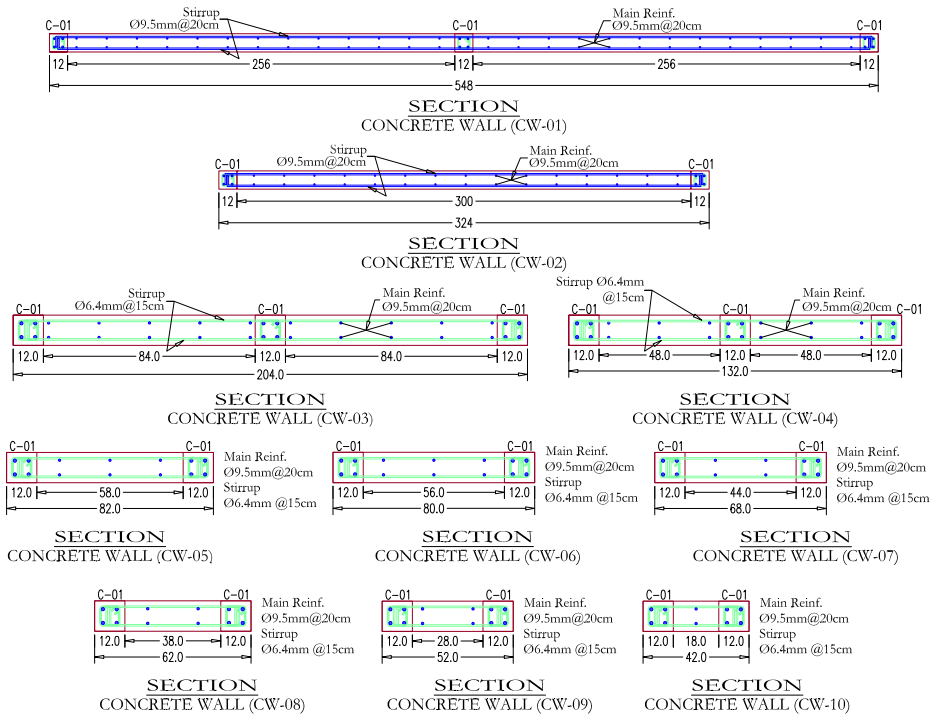 Stirrup
Ø9.5mm@20cm
Main Reinf.
Ø9.5mm@20cm
C-01 C-01 C-01
12 256 12 256 12
548
SECTION
CONCRETE WALL (CW-01)
Stirrup
Ø9.5mm@20cm
Main Reinf.
Ø9.5mm@20cm
C-01 C-01
12 300 12
324
SECTION
CONCRETE WALL (CW-02)
Stirrup
Ø6.4mm@15cm
Main Reinf.
Ø9.5mm@20cm
C-01 C-01 C-01
12.0 84.0 12.0 84.0 12.0
204.0
SECTION
CONCRETE WALL (CW-03)
Stirrup Ø6.4mm
@15cm
Main Reinf.
Ø9.5mm@20cm
C-01 C-01 C-01
12.0 48.0 12.0 48.0 12.0
132.0
SECTION
CONCRETE WALL (CW-04)
C-01 C-01
Main Reinf.
Ø9.5mm@20cm
Stirrup
Ø6.4mm @15cm
12.0 58.0 12.0
82.0
SECTION
CONCRETE WALL (CW-05)
C-01 C-01
Main Reinf.
Ø9.5mm@20cm
Stirrup
Ø6.4mm @15cm
12.0 56.0 12.0
80.0
SECTION
CONCRETE WALL (CW-06)
C-01 C-01
Main Reinf.
Ø9.5mm@20cm
Stirrup
Ø6.4mm @15cm
12.0 44.0 12.0
68.0
SECTION
CONCRETE WALL (CW-07)
C-01 C-01
Main Reinf.
Ø9.5mm@20cm
Stirrup
Ø6.4mm @15cm
12.0 38.0 12.0
62.0
SECTION
CONCRETE WALL (CW-08)
C-01 C-01
Main Reinf.
Ø9.5mm@20cm
Stirrup
Ø6.4mm @15cm
12.0 28.0 12.0
52.0
SECTION
CONCRETE WALL (CW-09)
C-01 C-01
Main Reinf.
Ø9.5mm@20cm
Stirrup
Ø6.4mm @15cm
12.0 18.0 12.0
42.0
SECTION
CONCRETE WALL (CW-10)